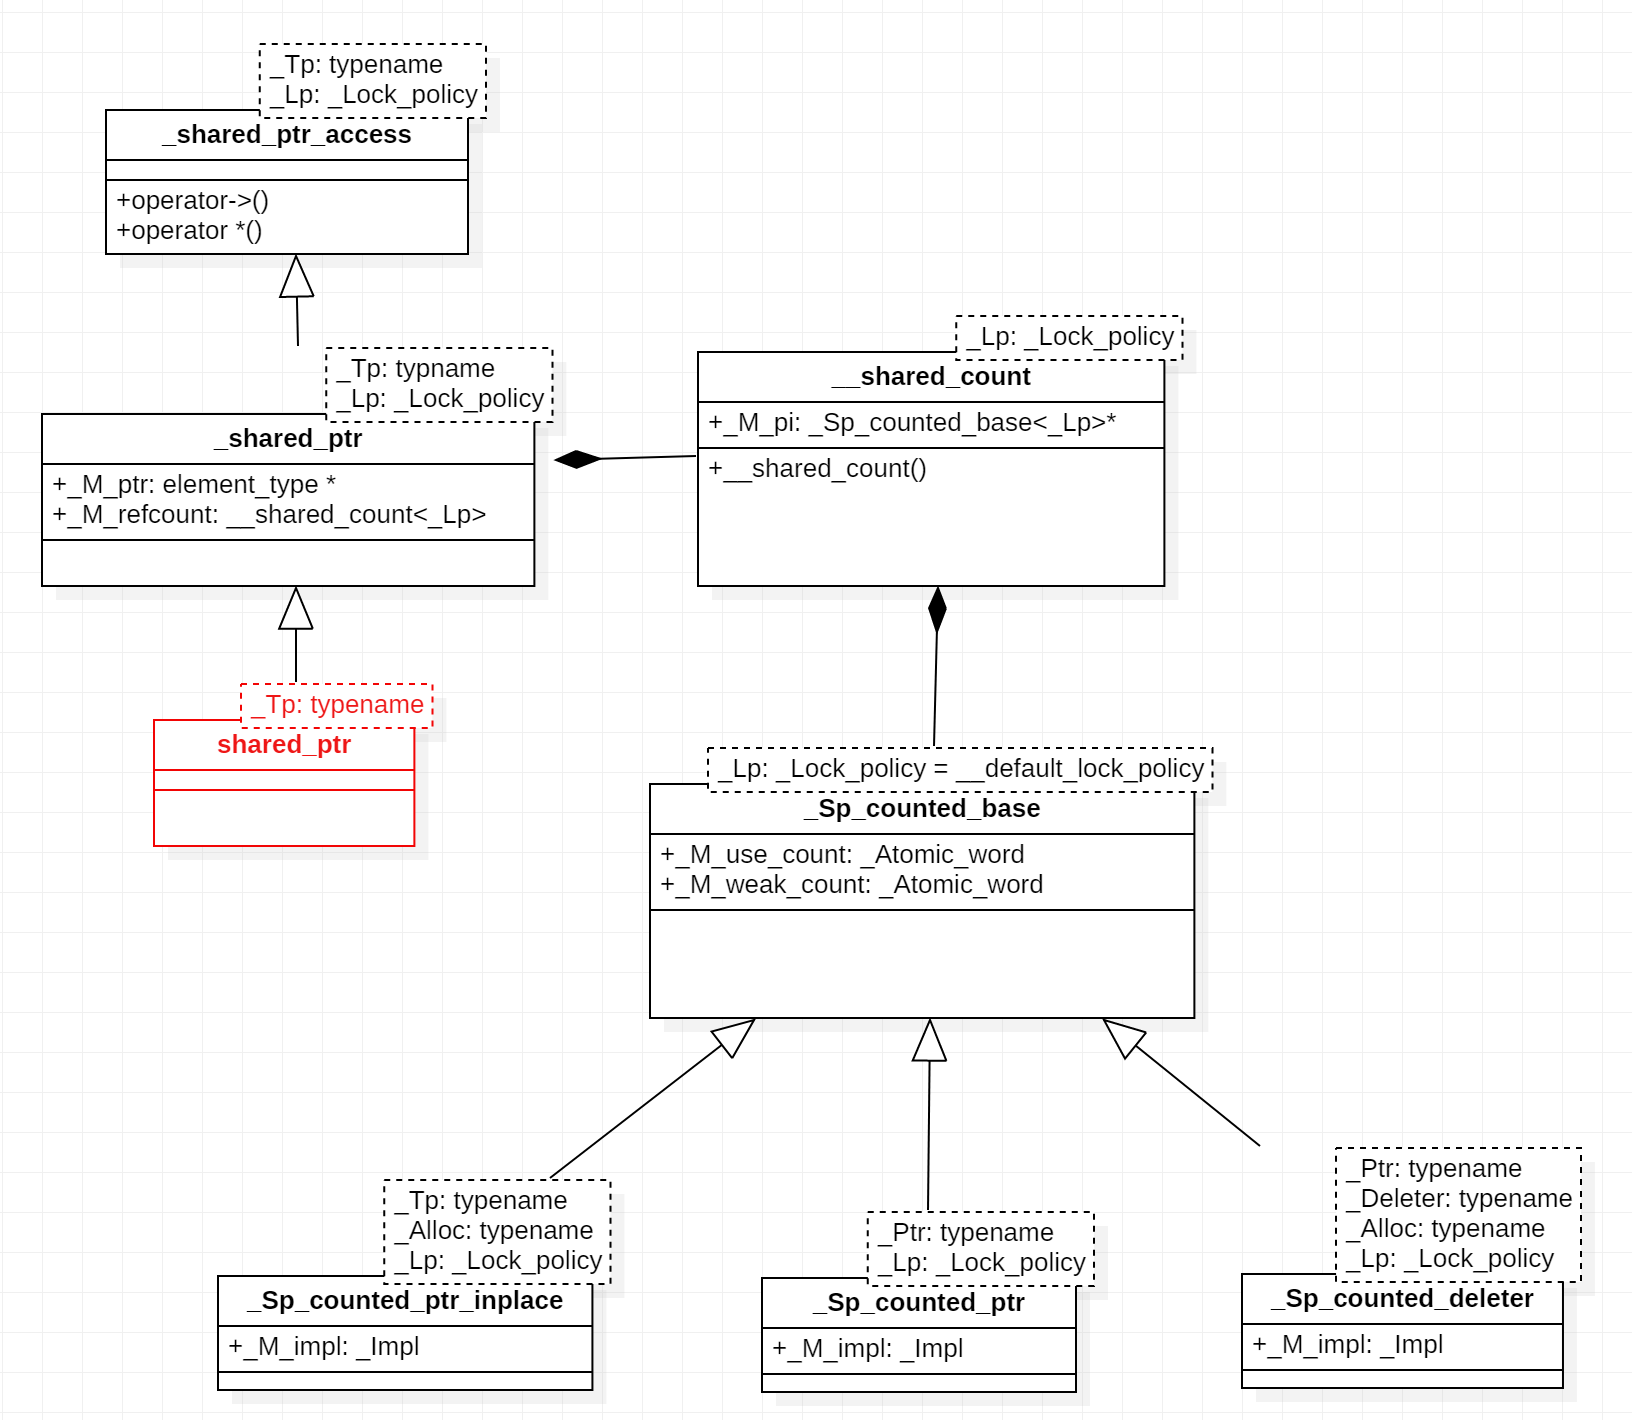 _Tp: typename
_Lp: _Lock_policy
_shared_ptr_access
+operator->()
+operator *()
_Tp: typname
_Lp: _Lock_policy
_shared_ptr
+_M_ptr: element_type *
+_M_refcount: __shared_count<_Lp>
_Lp: _Lock_policy
__shared_count
+_M_pi: _Sp_counted_base<_Lp>*
+__shared_count()
_Tp: typename
shared_ptr
_Lp: _Lock_policy = __default_lock_policy
_Sp_counted_base
+_M_use_count: _Atomic_word
+_M_weak_count: _Atomic_word
_Tp: typename
_Alloc: typename
_Lp: _Lock_policy
_Sp_counted_ptr_inplace
+_M_impl: _Impl
_Ptr: typename
_Lp: _Lock_policy
_Sp_counted_ptr
+_M_impl: _Impl
_Ptr: typename
_Deleter: typename
_Alloc: typename
_Lp: _Lock_policy
_Sp_counted_deleter
+_M_impl: _Impl